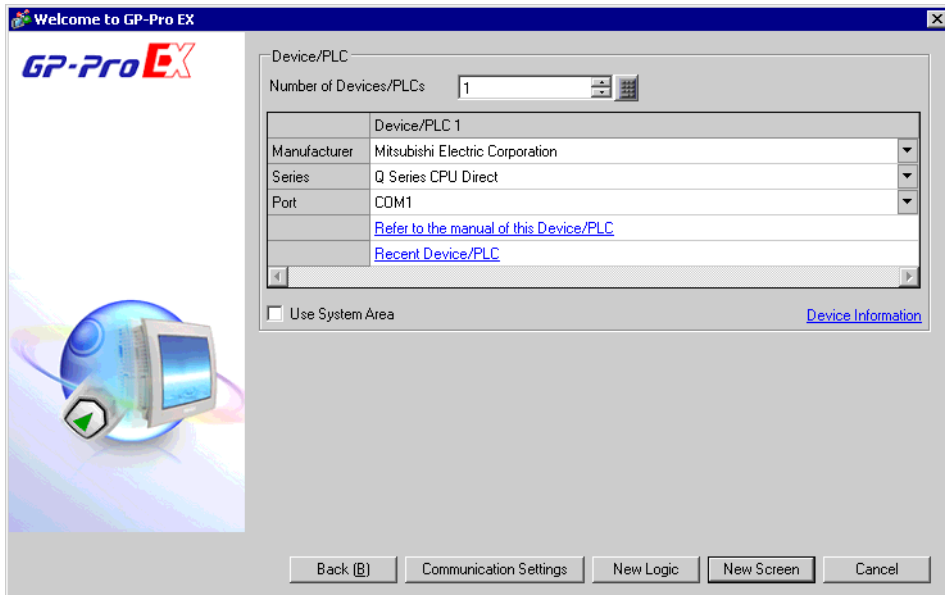 Welcome to GP-Pro EX
GP-Pro EX
Device/PLC
Number of Devices/PLCs 1
Device/PLC 1
Manufacturer Mitsubishi Electric Corporation
Series Q Series CPU Direct
Port COM1
Refer to the manual of this Device/PLC
Recent Device/PLC
Use System Area Device Information
Back (B) Communication Settings New Logic New Screen Cancel